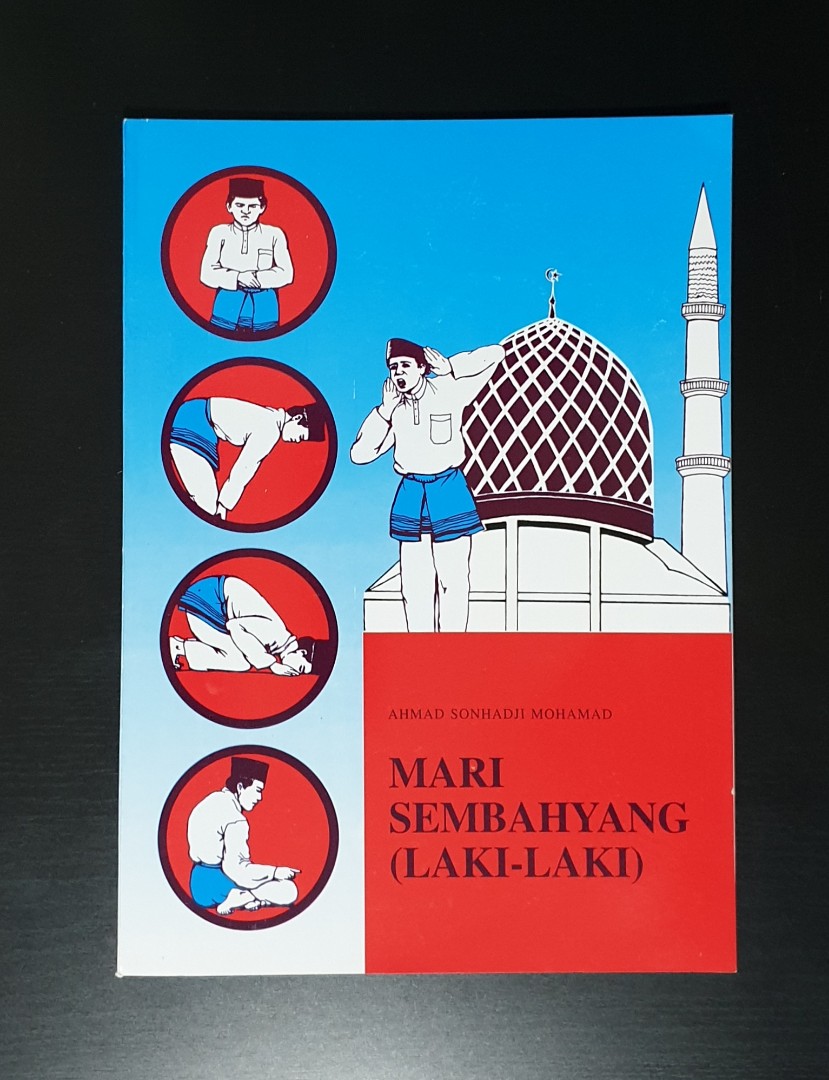 AHMAD SONHADJI MOHAMAD
MARI
SEMBAHYANG
(LAKI-LAKI)